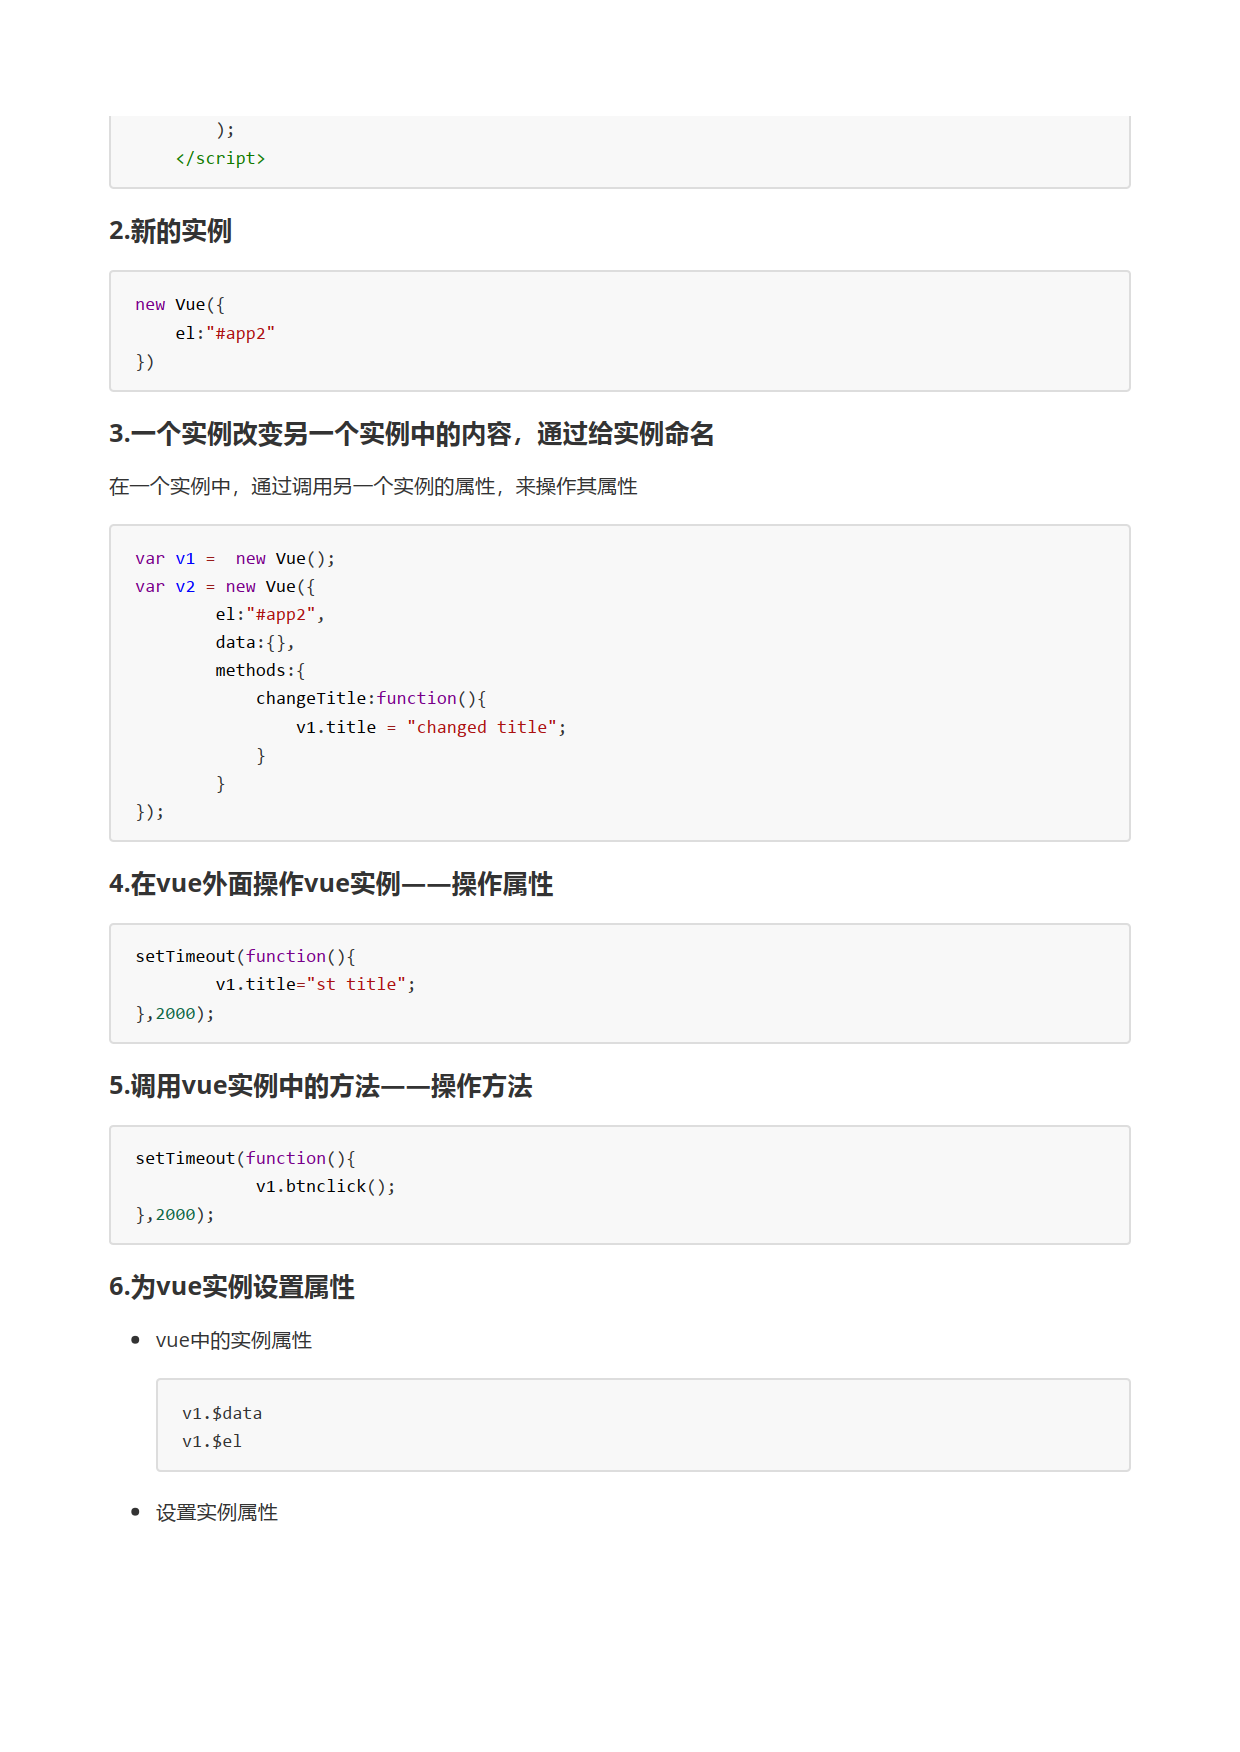 );
</script>
2.新的实例
new Vue({
el:"#app2"
})
3.一个实例改变另一个实例中的内容，通过给实例命名
在一个实例中，通过调用另一个实例的属性，来操作其属性
var v1 =  new Vue();
var v2 = new Vue({
el:"#app2",
data:{},
methods:{
changeTitle:function(){
v1.title = "changed title";
}
}
});
4.在vue外面操作vue实例——操作属性
setTimeout(function(){
v1.title="st title";
},2000);
5.调用vue实例中的方法——操作方法
setTimeout(function(){
v1.btnclick();
},2000);
6.为vue实例设置属性
• vue中的实例属性
v1.$data
v1.$el
• 设置实例属性